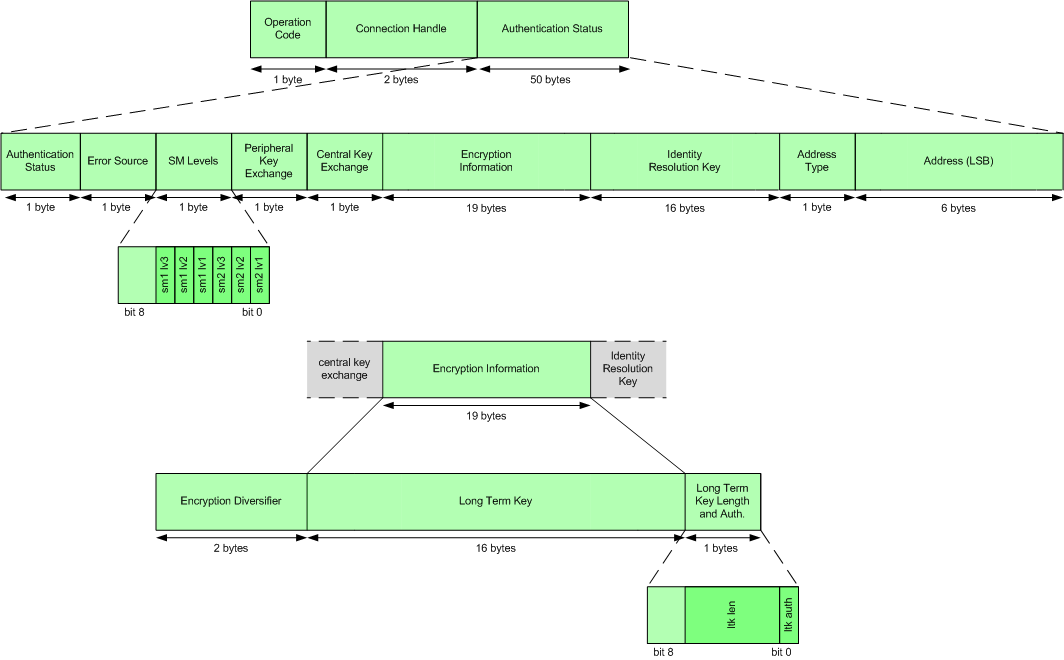 Operation
Code
Connection Handle
Authentication Status
1 byte
2 bytes
50 bytes
Authentication
Status
Error Source
SM Levels
Peripheral
Key
Exchange
Central Key
Exchange
Encryption
Information
Identity
Resolution Key
Address
Type
Address (LSB)
1 byte
1 byte
1 byte
1 byte
1 byte
19 bytes
16 bytes
1 byte
6 bytes
sm1 lv3
sm1 lv2
sm1 lv1
sm2 lv3
sm2 lv2
sm2 lv1
bit 8
bit 0
central key
exchange
Encryption Information
Identity
Resolution
Key
19 bytes
Encryption Diversifier
Long Term Key
Long Term
Key Length
and Auth.
2 bytes
16 bytes
1 bytes
ltk len
ltk auth
bit 8
bit 0